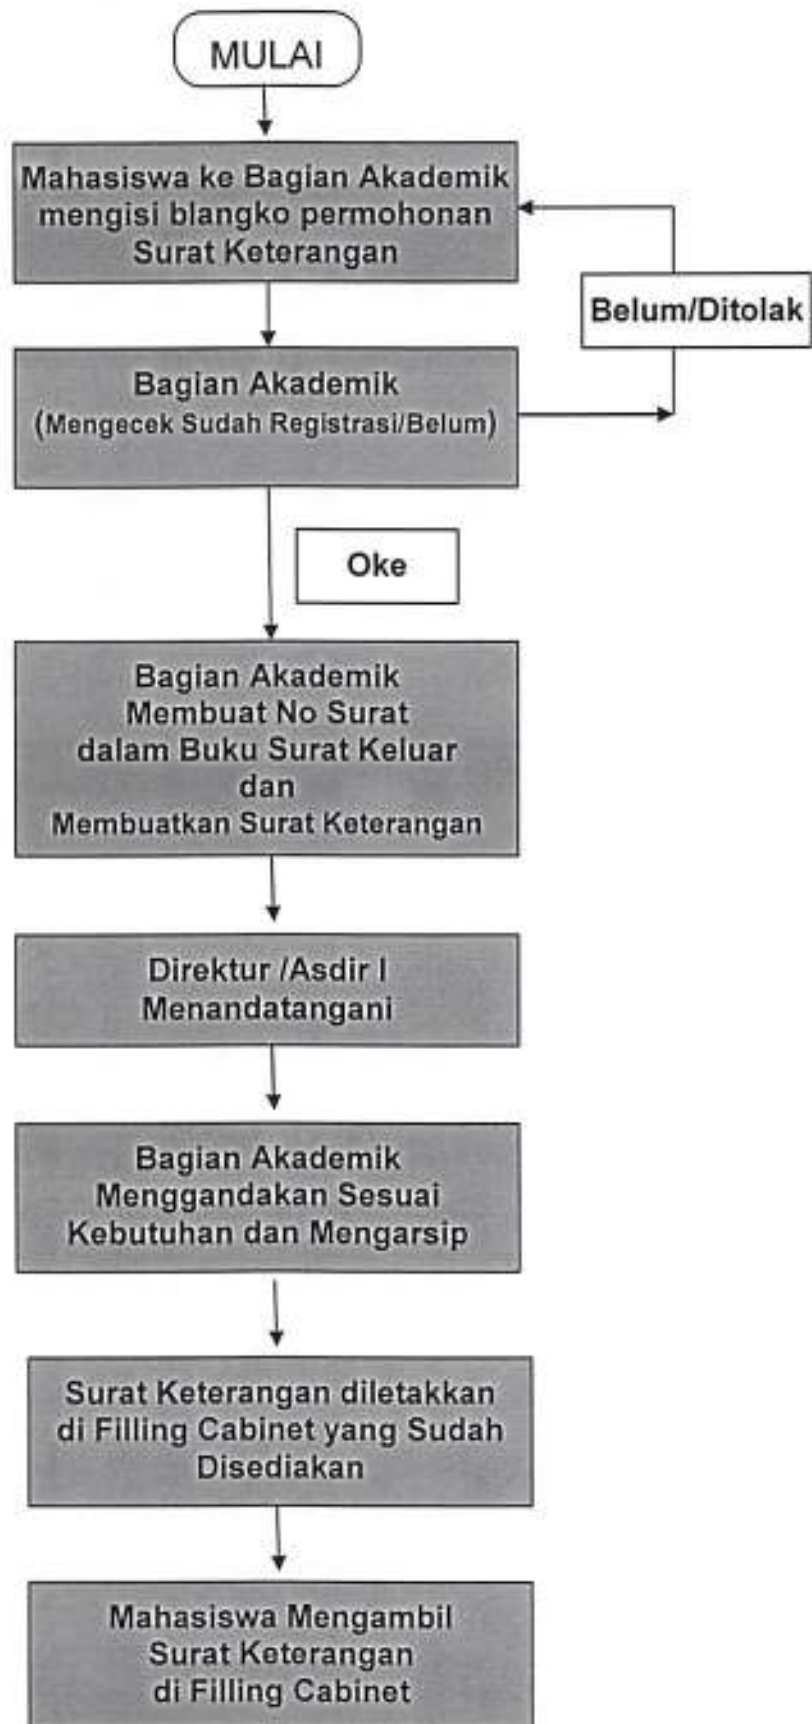 MULAI
Mahasiswa ke Bagian Akademik
mengisi blangko permohonan
Surat Keterangan
Belum/Ditolak
Bagian Akademik
(Mengecek Sudah Registrasi/Belum)
Oke
Bagian Akademik
Membuat No Surat
dalam Buku Surat Keluar
dan
Membuatkan Surat Keterangan
Direktur /Asdir I
Menandatangani
Bagian Akademik
Menggandakan Sesuai
Kebutuhan dan Mengarsip
Surat Keterangan diletakkan
di Filling Cabinet yang Sudah
Disediakan
Mahasiswa Mengambil
Surat Keterangan
di Filling Cabinet